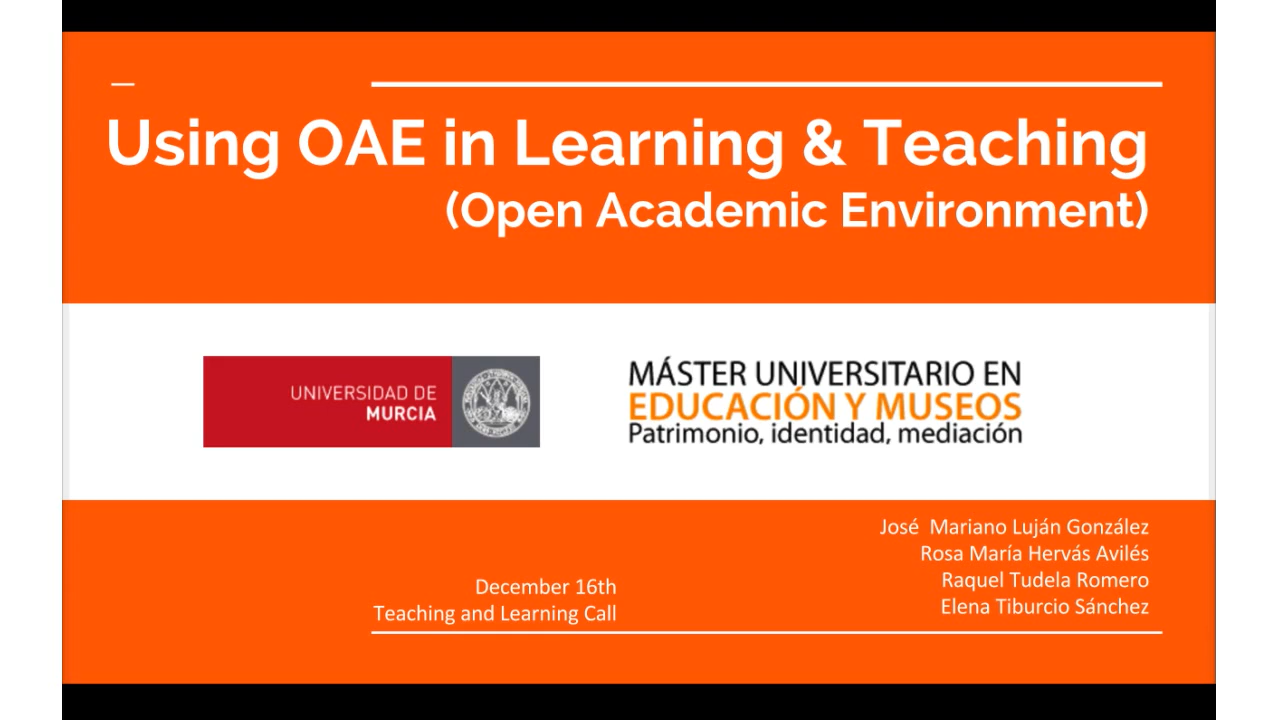 Using OAE in Learning & Teaching
(Open Academic Environment)
UNIVERSIDAD DE
MURCIA
MÁSTER UNIVERSITARIO EN
EDUCACIÓN Y MUSEOS
Patrimonio, identidad, mediación
José  Mariano Luján González
Rosa María Hervás Avilés
Raquel Tudela Romero
Elena Tiburcio Sánchez
December 16th
Teaching and Learning Call